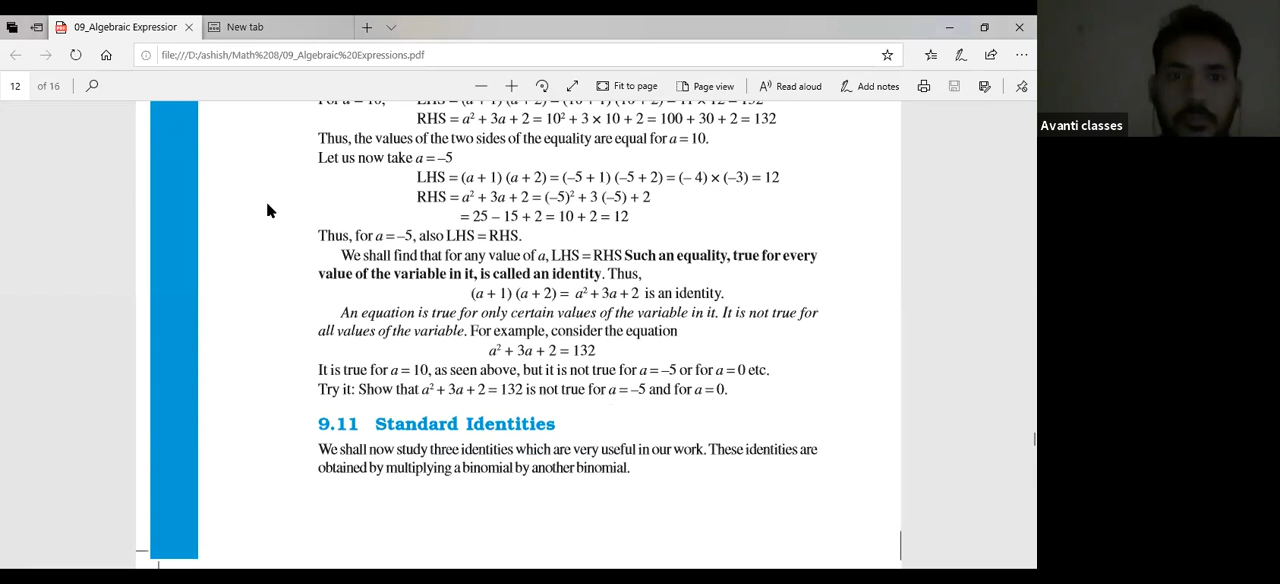 09_Algebraic Expression
New tab
file:///D:/ashish/Math%208/09_Algebraic%20Expressions.pdf
12 of 16
Fit to page
Page view
Read aloud
Add notes
Avanti classes
RHS = a² + 3a + 2 = 10² + 3 × 10 + 2 = 100 + 30 + 2 = 132
Thus, the values of the two sides of the equality are equal for a = 10.
Let us now take a = –5
LHS = (a + 1) (a + 2) = (–5 + 1) (–5 + 2) = (– 4) × (–3) = 12
RHS = a² + 3a + 2 = (–5)² + 3 (–5) + 2
= 25 – 15 + 2 = 10 + 2 = 12
Thus, for a = –5, also LHS = RHS.
We shall find that for any value of a, LHS = RHS Such an equality, true for every
value of the variable in it, is called an identity. Thus,
(a + 1) (a + 2) = a² + 3a + 2 is an identity.
An equation is true for only certain values of the variable in it. It is not true for
all values of the variable. For example, consider the equation
a² + 3a + 2 = 132
It is true for a = 10, as seen above, but it is not true for a = –5 or for a = 0 etc.
Try it: Show that a² + 3a + 2 = 132 is not true for a = –5 and for a = 0.
9.11 Standard Identities
We shall now study three identities which are very useful in our work. These identities are
obtained by multiplying a binomial by another binomial.